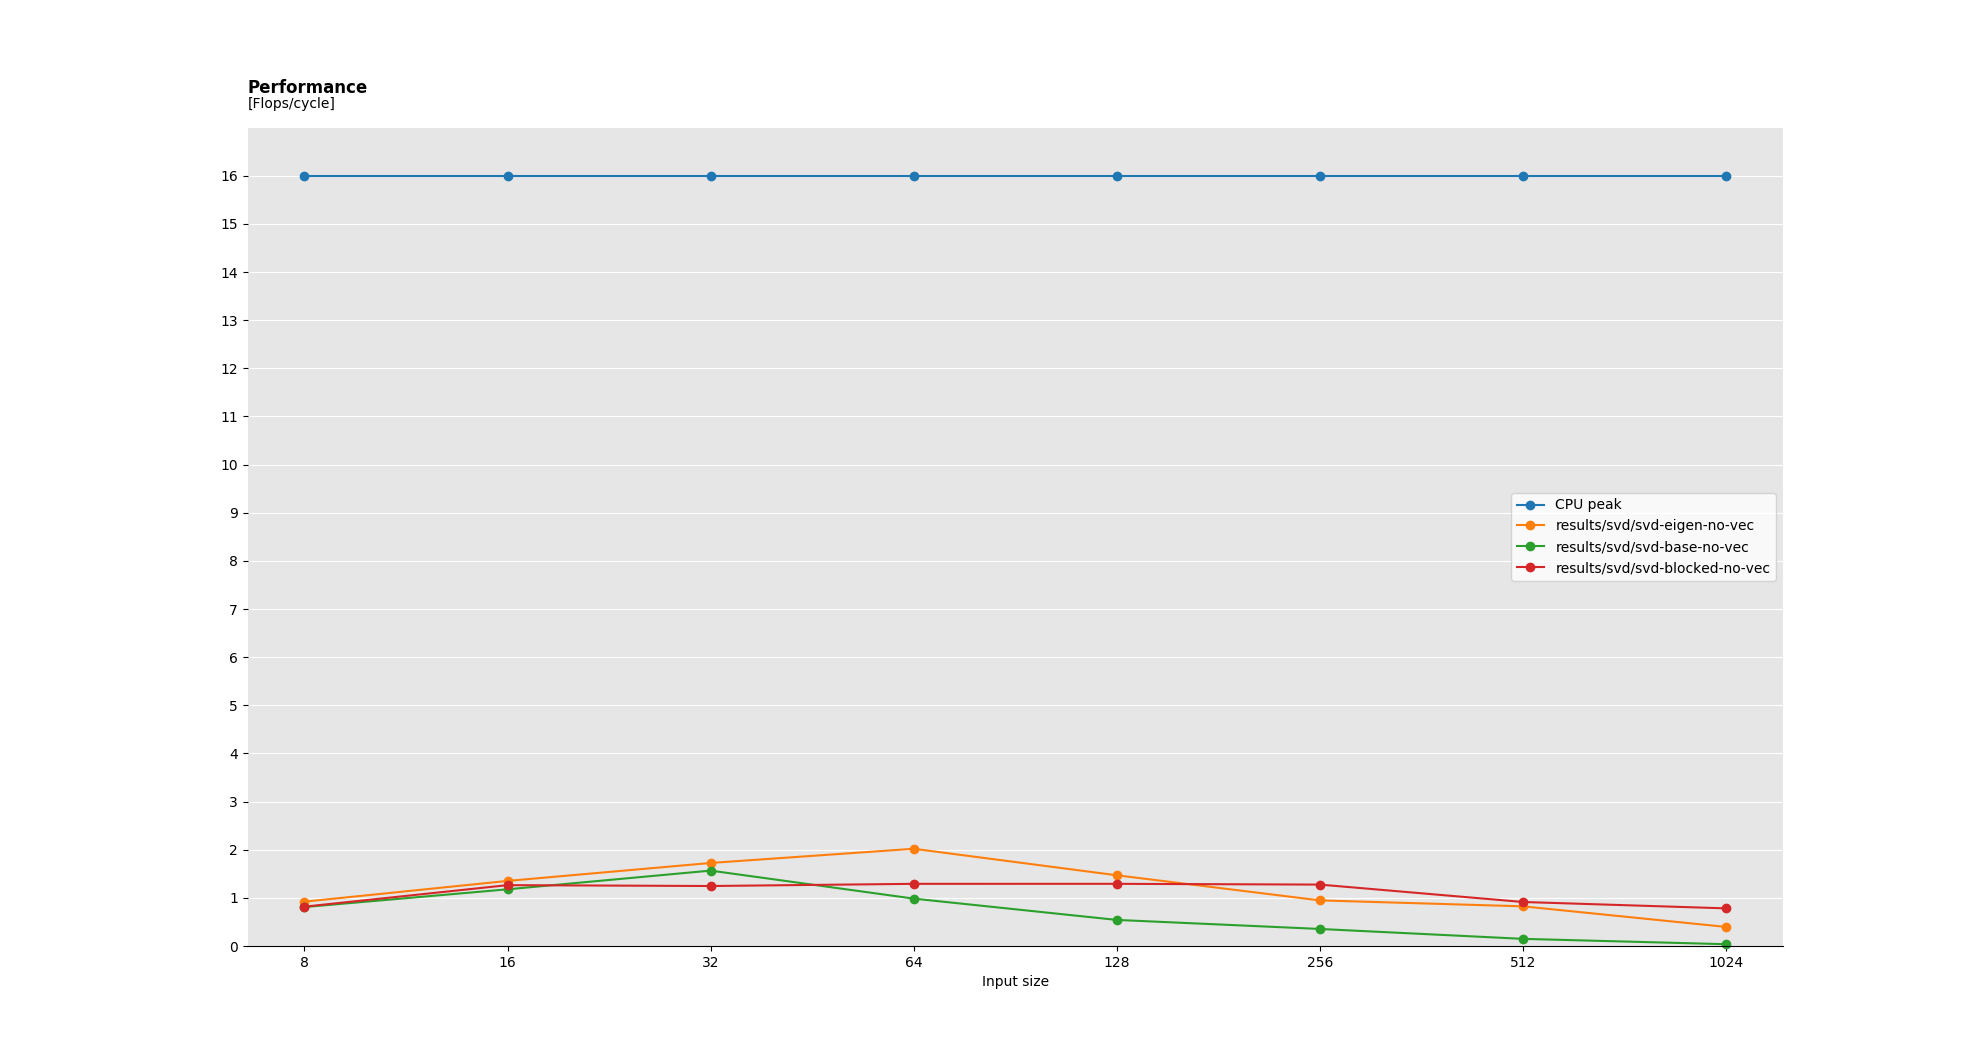 Performance
[Flops/cycle]
16
15
14
13
12
11
10
9
8
7
6
5
4
3
2
1
0
CPU peak
results/svd/svd-eigen-no-vec
results/svd/svd-base-no-vec
results/svd/svd-blocked-no-vec
8 16 32 64 128 256 512 1024
Input size